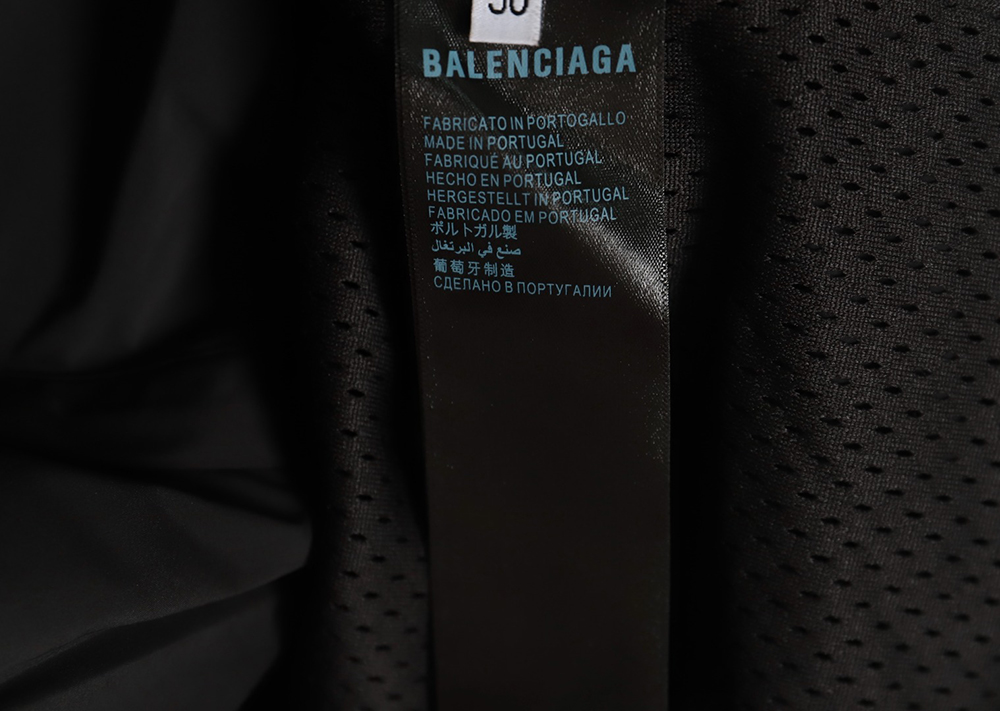 BALENCIAGA
FABRICATO IN PORTOGALLO
MADE IN PORTUGAL
FABRIQUÉ AU PORTUGAL
HECHO EN PORTUGAL
HERGESTELLT IN PORTUGAL
FABRICADO EM PORTUGAL
ポルトガル製
صنع في البرتغال
葡萄牙制造
СДЕЛАНО В ПОРТУГАЛИИ